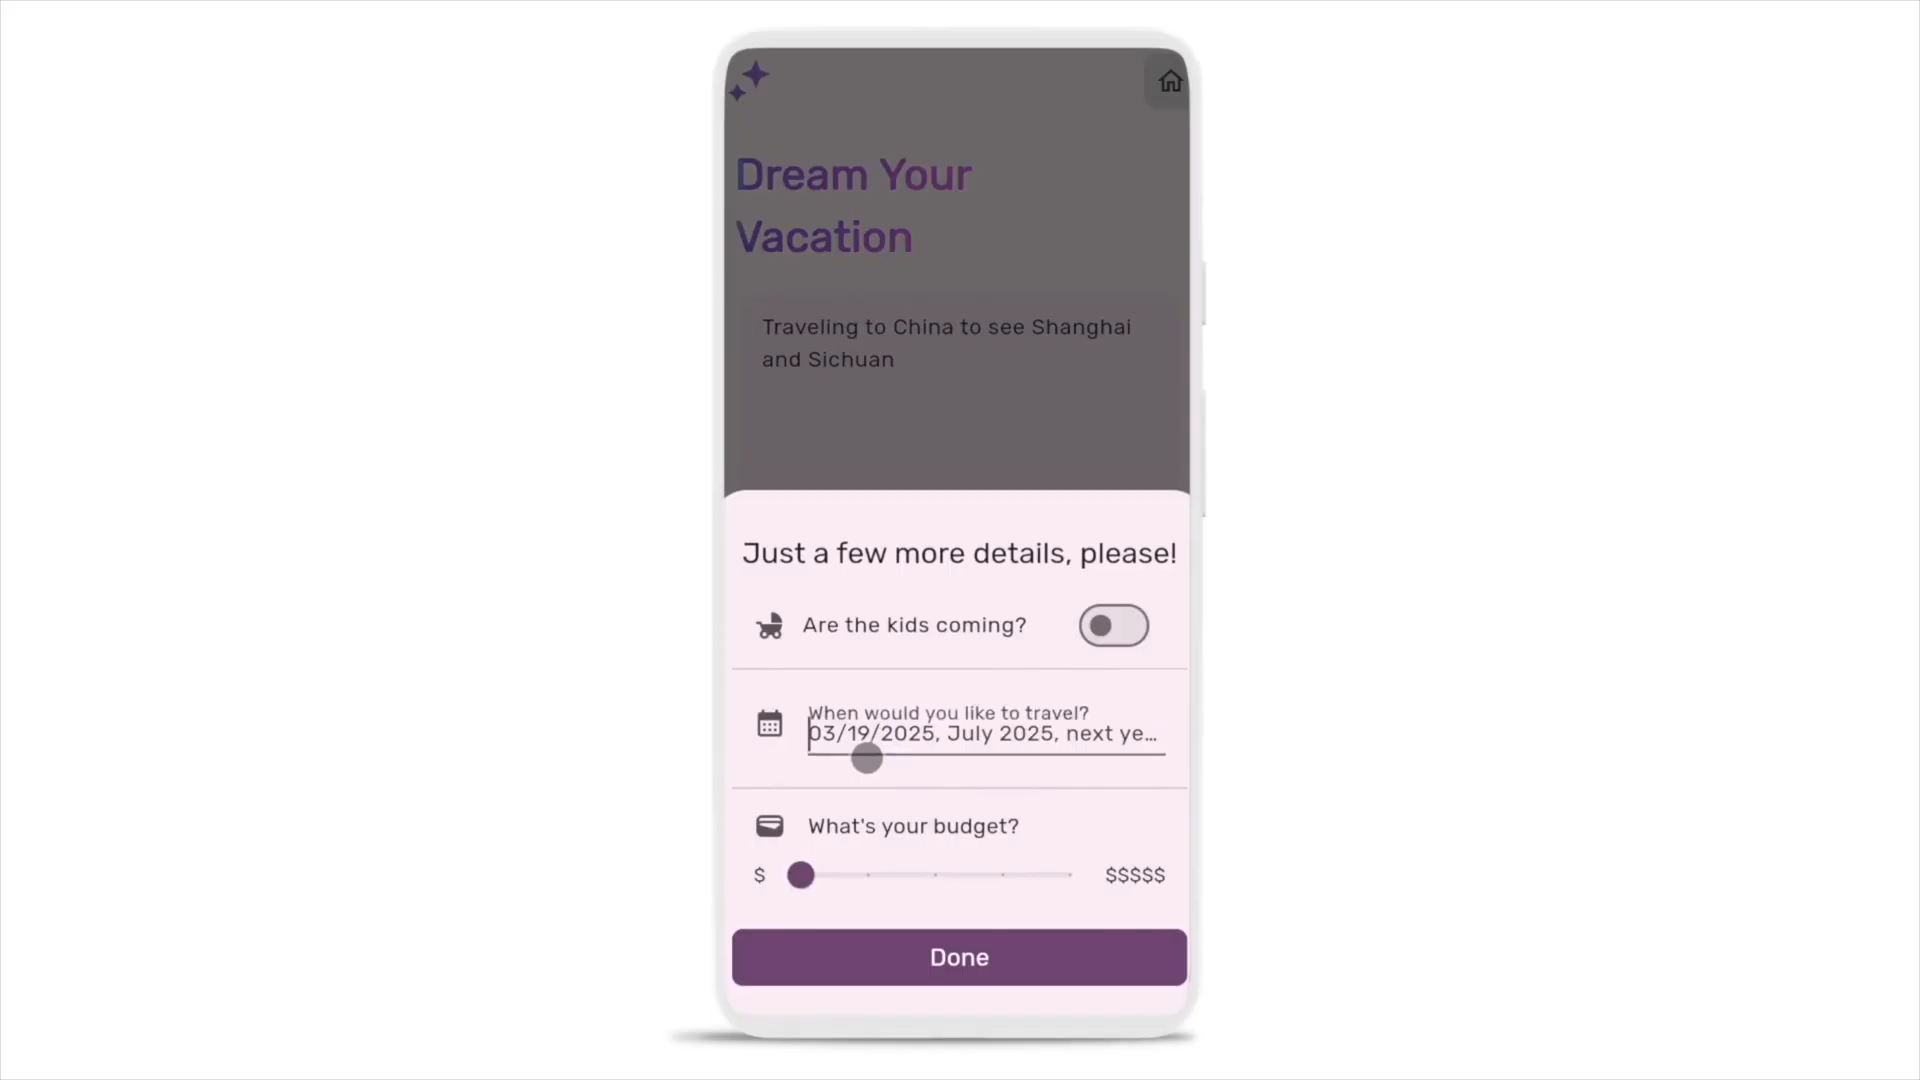 Dream Your
Vacation
Traveling to China to see Shanghai
and Sichuan
Just a few more details, please!
Are the kids coming?
When would you like to travel?
03/19/2025, July 2025, next ye...
What's your budget?
$ $$$$$
Done